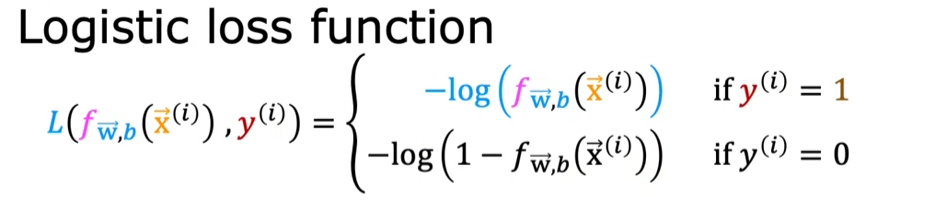 Logistic loss function
−log(f_{w⃗,b}(x⃗^{(i)})) if y^{(i)} = 1
L(f_{w⃗,b}(x⃗^{(i)}), y^{(i)}) = {
−log(1 − f_{w⃗,b}(x⃗^{(i)})) if y^{(i)} = 0